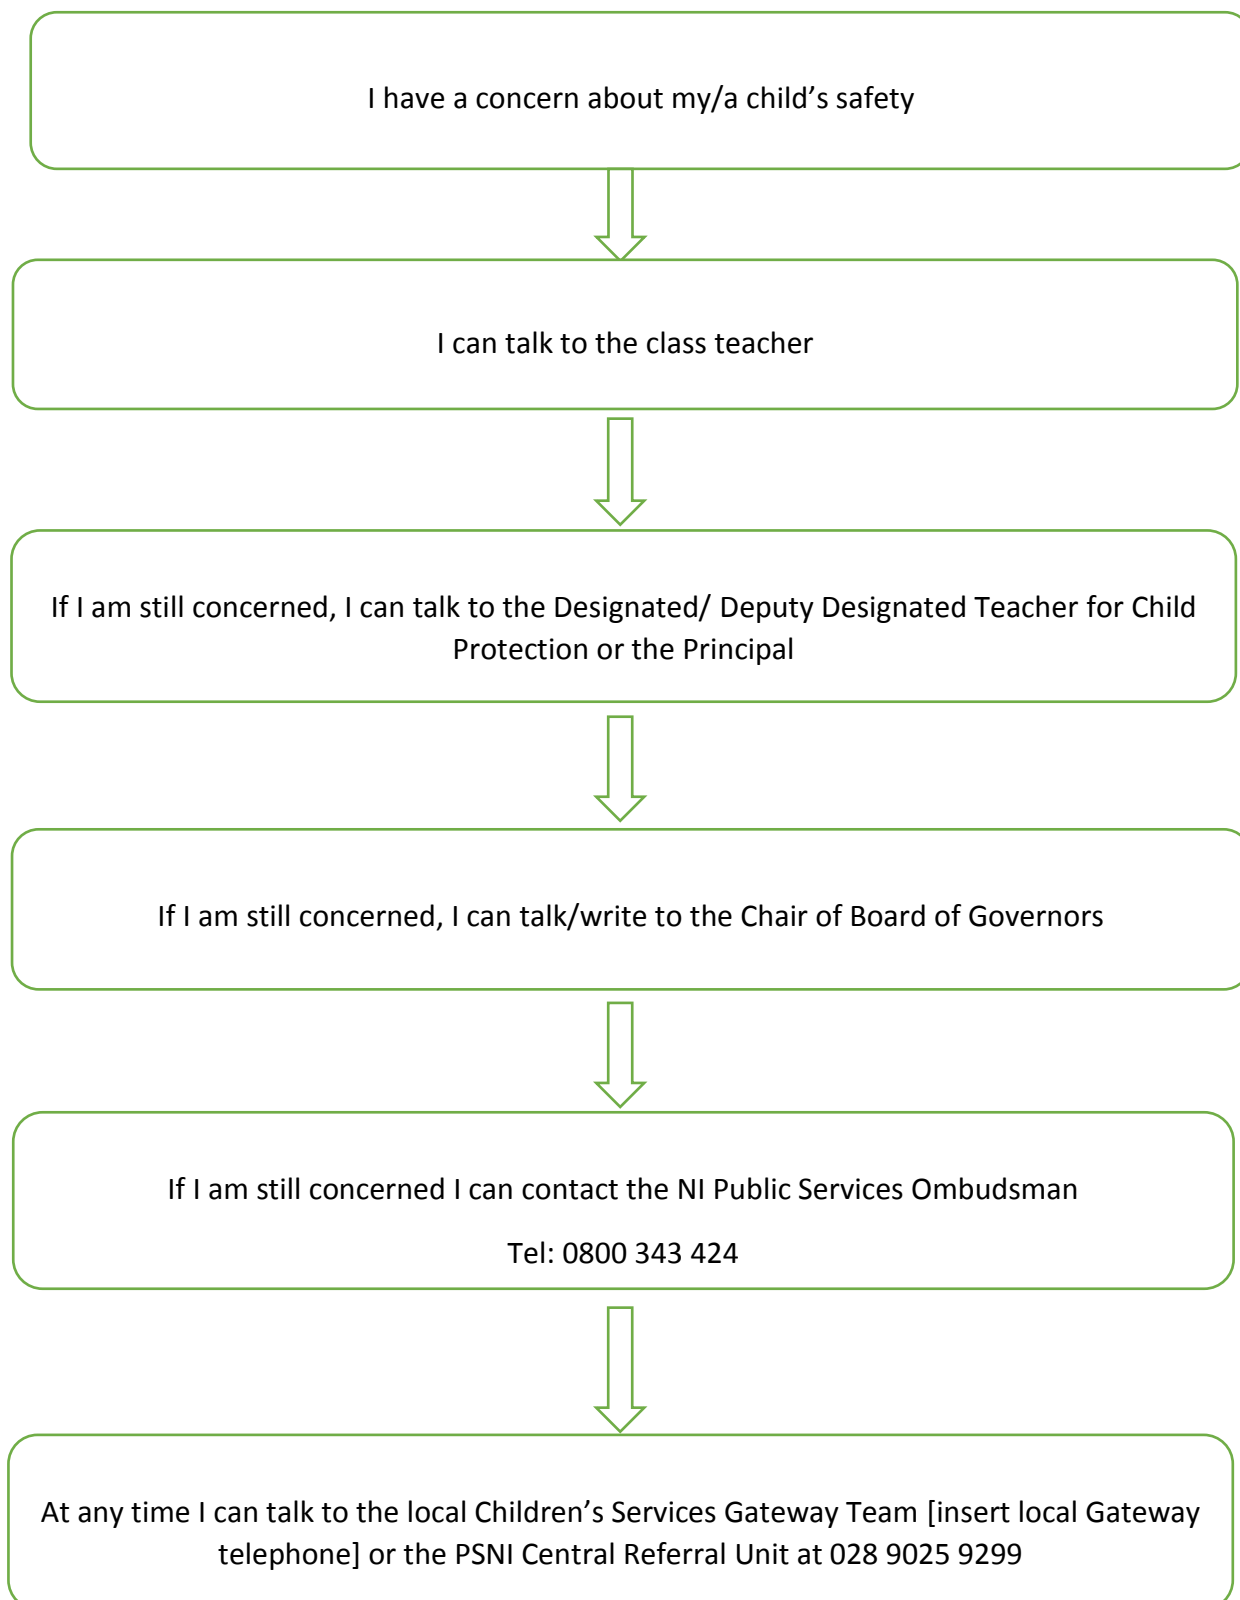 I have a concern about my/a child’s safety
I can talk to the class teacher
If I am still concerned, I can talk to the Designated/ Deputy Designated Teacher for Child
Protection or the Principal
If I am still concerned, I can talk/write to the Chair of Board of Governors
If I am still concerned I can contact the NI Public Services Ombudsman
Tel: 0800 343 424
At any time I can talk to the local Children’s Services Gateway Team [insert local Gateway
telephone] or the PSNI Central Referral Unit at 028 9025 9299